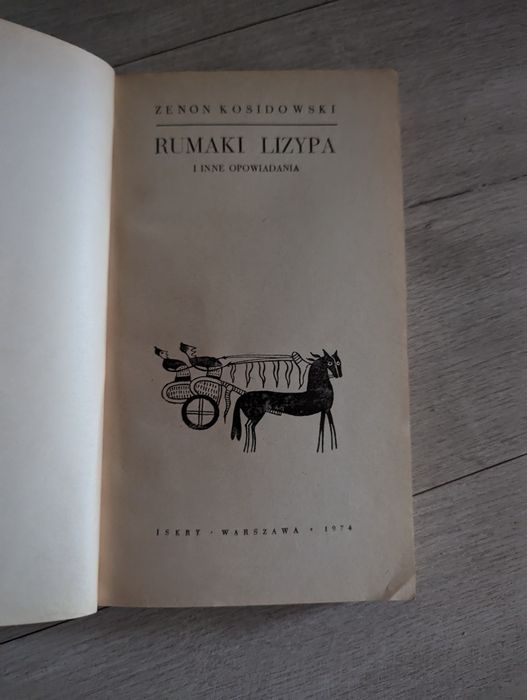 ZENON KOSIDOWSKI
RUMAKI LIZYPA
I INNE OPOWIADANIA
ISKRY • WARSZAWA • 1974